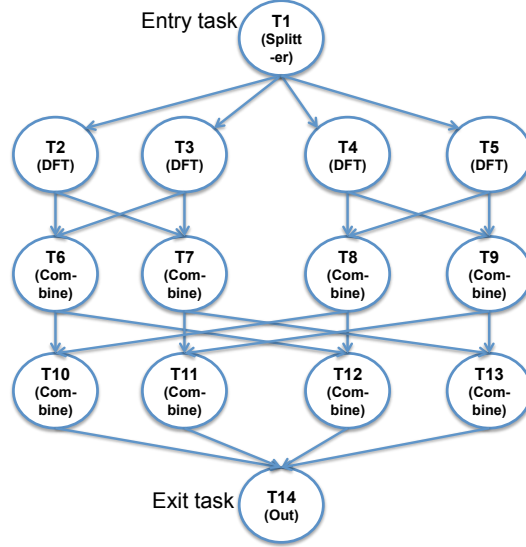 Entry task
T1
(Splitt
-er)
T2
(DFT)
T3
(DFT)
T4
(DFT)
T5
(DFT)
T6
(Com-
bine)
T7
(Com-
bine)
T8
(Com-
bine)
T9
(Com-
bine)
T10
(Com-
bine)
T11
(Com-
bine)
T12
(Com-
bine)
T13
(Com-
bine)
Exit task
T14
(Out)